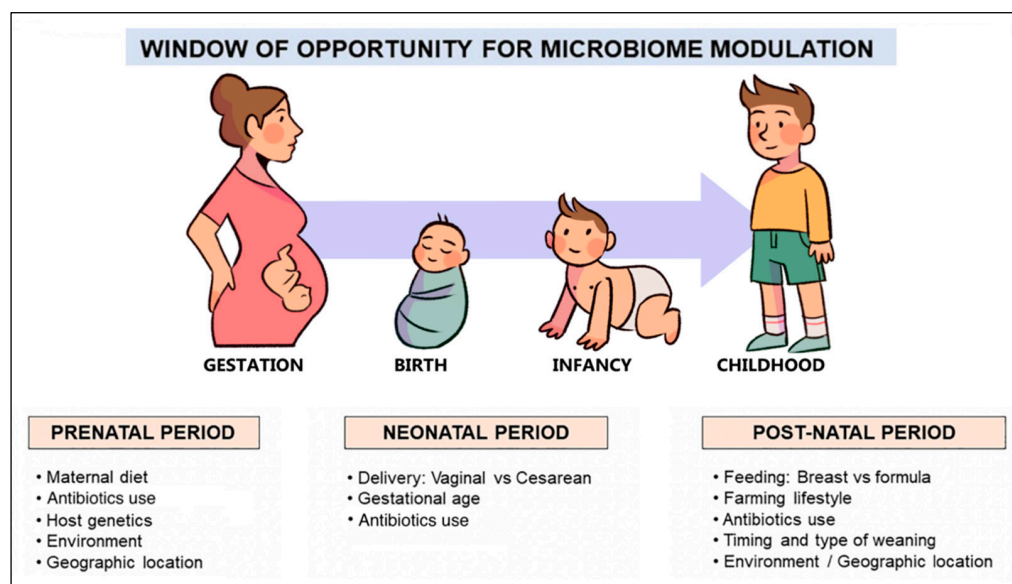 WINDOW OF OPPORTUNITY FOR MICROBIOME MODULATION
GESTATION
BIRTH
INFANCY
CHILDHOOD
PRENATAL PERIOD
• Maternal diet
• Antibiotics use
• Host genetics
• Environment
• Geographic location
NEONATAL PERIOD
• Delivery: Vaginal vs Cesarean
• Gestational age
• Antibiotics use
POST-NATAL PERIOD
• Feeding: Breast vs formula
• Farming lifestyle
• Antibiotics use
• Timing and type of weaning
• Environment / Geographic location